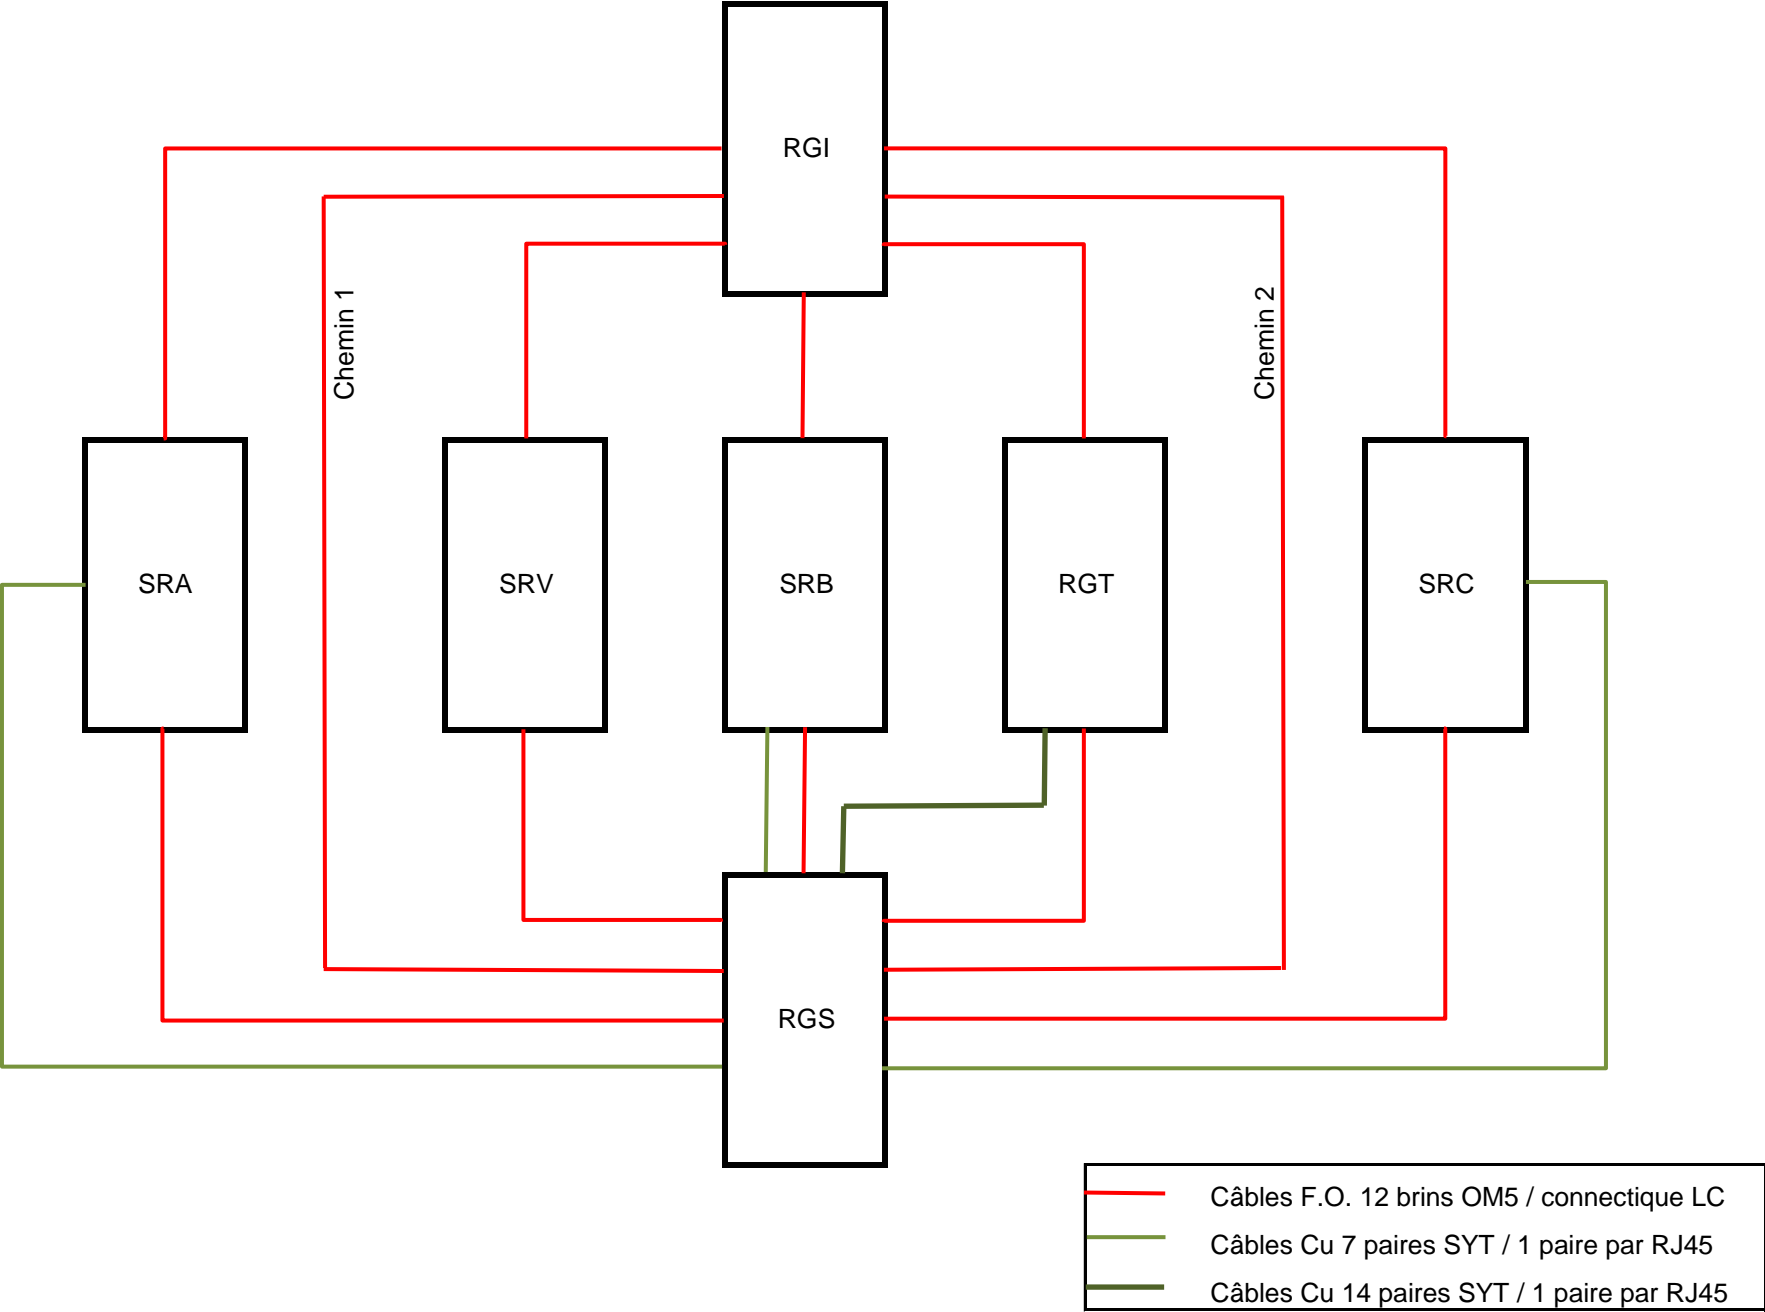 RGI
Chemin 1
Chemin 2
SRA
SRV
SRB
RGT
SRC
RGS
Câbles F.O. 12 brins OM5 / connectique LC
Câbles Cu 7 paires SYT / 1 paire par RJ45
Câbles Cu 14 paires SYT / 1 paire par RJ45